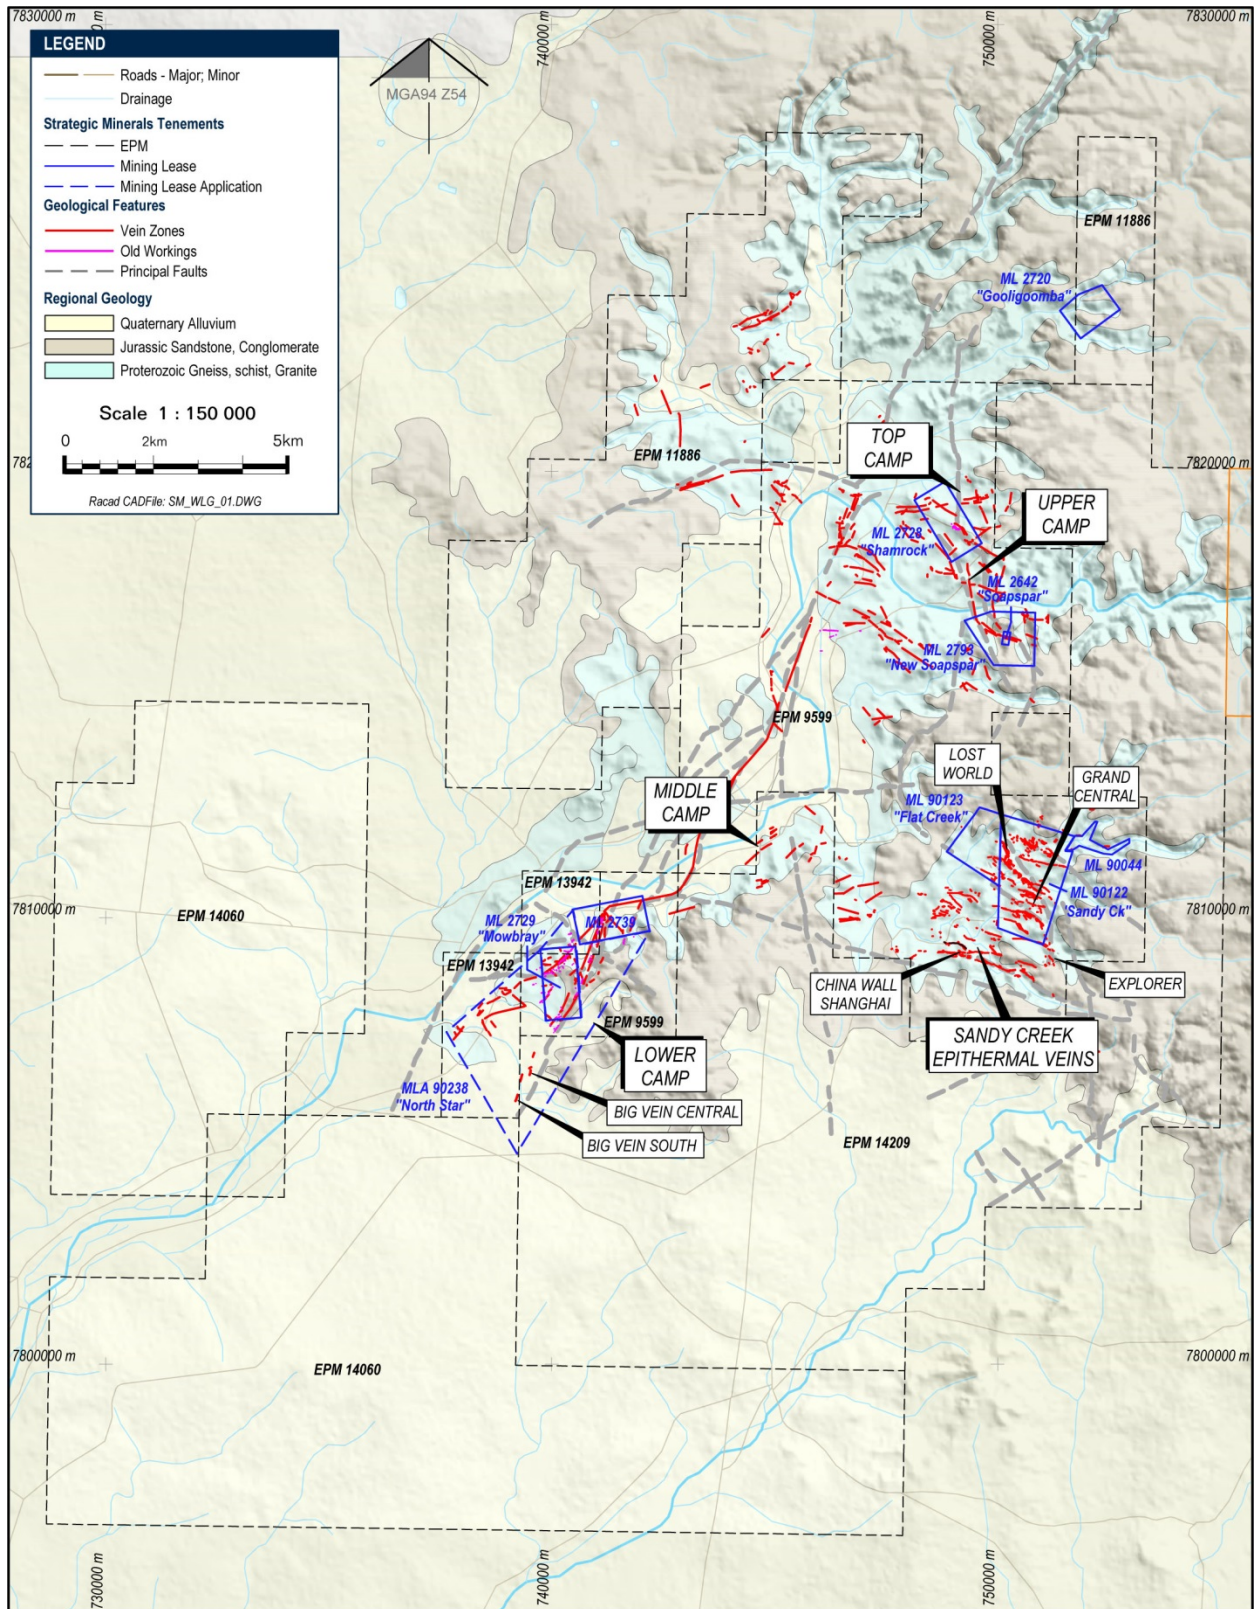 7830000 m
740000 m
750000 m
7830000 m
LEGEND
Roads - Major; Minor
Drainage
Strategic Minerals Tenements
EPM
Mining Lease
Mining Lease Application
Geological Features
Vein Zones
Old Workings
Principal Faults
Regional Geology
Quaternary Alluvium
Jurassic Sandstone, Conglomerate
Proterozoic Gneiss, schist, Granite
Scale 1 : 150 000
0
2km
5km
Racad CADFile: SM_WLG_01.DWG
MGA94 Z54
EPM 11886
ML 2720
"Gooligoomba"
TOP
CAMP
EPM 11886
782
7820000 m
UPPER
CAMP
ML 2728
"Shamrock"
ML 2642
"Soapspar"
ML 2793
"New Soapspar"
EPM 9599
LOST
WORLD
GRAND
CENTRAL
MIDDLE
CAMP
ML 90123
"Flat Creek"
ML 90044
ML 90122
'Sandy Ck"
EPM 13942
7810000 m
EPM 14060
ML 2729
"Mowbray"
ML 2739
7810000 m
EPM 13942
CHINA WALL
SHANGHAI
EXPLORER
EPM 9599
SANDY CREEK
EPITHERMAL VEINS
LOWER
CAMP
MLA 90238
"North Star"
BIG VEIN CENTRAL
BIG VEIN SOUTH
EPM 14209
7800000 m
7800000 m
EPM 14060
730000 m
740000 m
750000 m